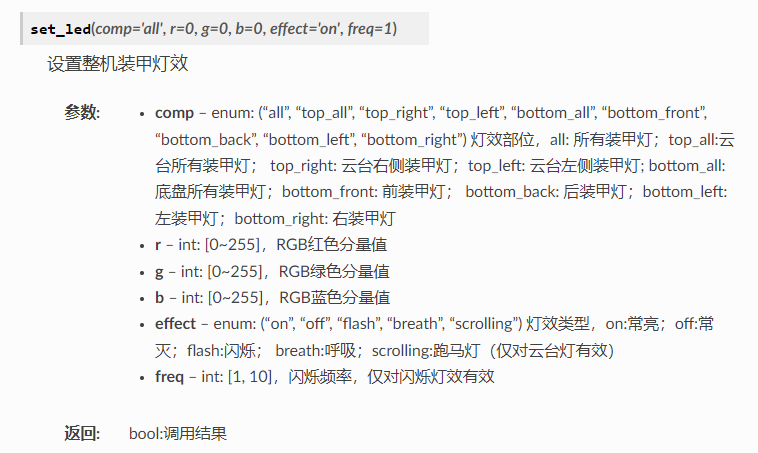 set_led(comp='all', r=0, g=0, b=0, effect='on', freq=1)
设置整机装甲灯效
参数:
• comp – enum: (“all”, “top_all”, “top_right”, “top_left”, “bottom_all”, “bottom_front”,
“bottom_back”, “bottom_left”, “bottom_right”) 灯效部位，all: 所有装甲灯；top_all:云
台所有装甲灯； top_right: 云台右侧装甲灯；top_left: 云台左侧装甲灯; bottom_all:
底盘所有装甲灯；bottom_front: 前装甲灯； bottom_back: 后装甲灯；bottom_left:
左装甲灯；bottom_right: 右装甲灯
• r – int: [0~255]，RGB红色分量值
• g – int: [0~255]，RGB绿色分量值
• b – int: [0~255]，RGB蓝色分量值
• effect – enum: (“on”, “off”, “flash”, “breath”, “scrolling”) 灯效类型，on:常亮；off:常
灭；flash:闪烁； breath:呼吸；scrolling:跑马灯（仅对云台灯有效）
• freq – int: [1, 10]，闪烁频率，仅对闪烁灯效有效
返回: bool:调用结果